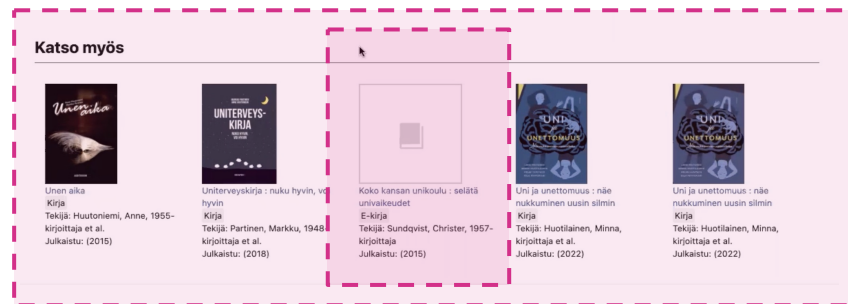 Katso myös
Unen aika
UNITERVEYS-
KIRJA
UNI
UNETTOMUUS
UNI
UNETTOMUUS
Unen aika
Kirja
Tekijä: Huutoniemi, Anne, 1955-
kirjoittaja et al.
Julkaistu: (2015)
Uniterveyskirja : nuku hyvin, vo
hyvin
Kirja
Tekijä: Partinen, Markku, 1948-
kirjoittaja et al.
Julkaistu: (2018)
Koko kansan unikoulu : selätä
univaikeudet
E-kirja
Tekijä: Sundqvist, Christer, 1957-
kirjoittaja
Julkaistu: (2015)
Uni ja unettomuus : näe
nukkuminen uusin silmin
Kirja
Tekijä: Huotilainen, Minna,
kirjoittaja et al.
Julkaistu: (2022)
Uni ja unettomuus : näe
nukkuminen uusin silmin
Kirja
Tekijä: Huotilainen, Minna,
kirjoittaja et al.
Julkaistu: (2022)